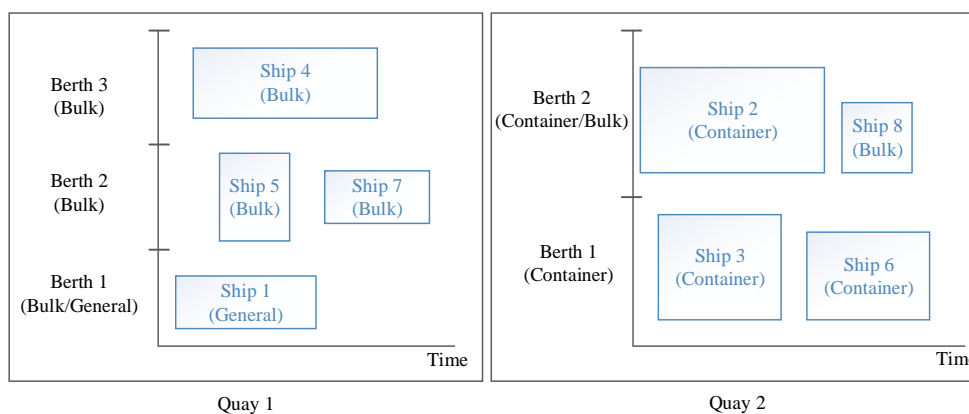 Berth 3
(Bulk)
Ship 4
(Bulk)
Berth 2
(Bulk)
Ship 5
(Bulk)
Ship 7
(Bulk)
Berth 1
(Bulk/General)
Ship 1
(General)
Time
Quay 1
Berth 2
(Container/Bulk)
Ship 2
(Container)
Ship 8
(Bulk)
Berth 1
(Container)
Ship 3
(Container)
Ship 6
(Container)
Time
Quay 2